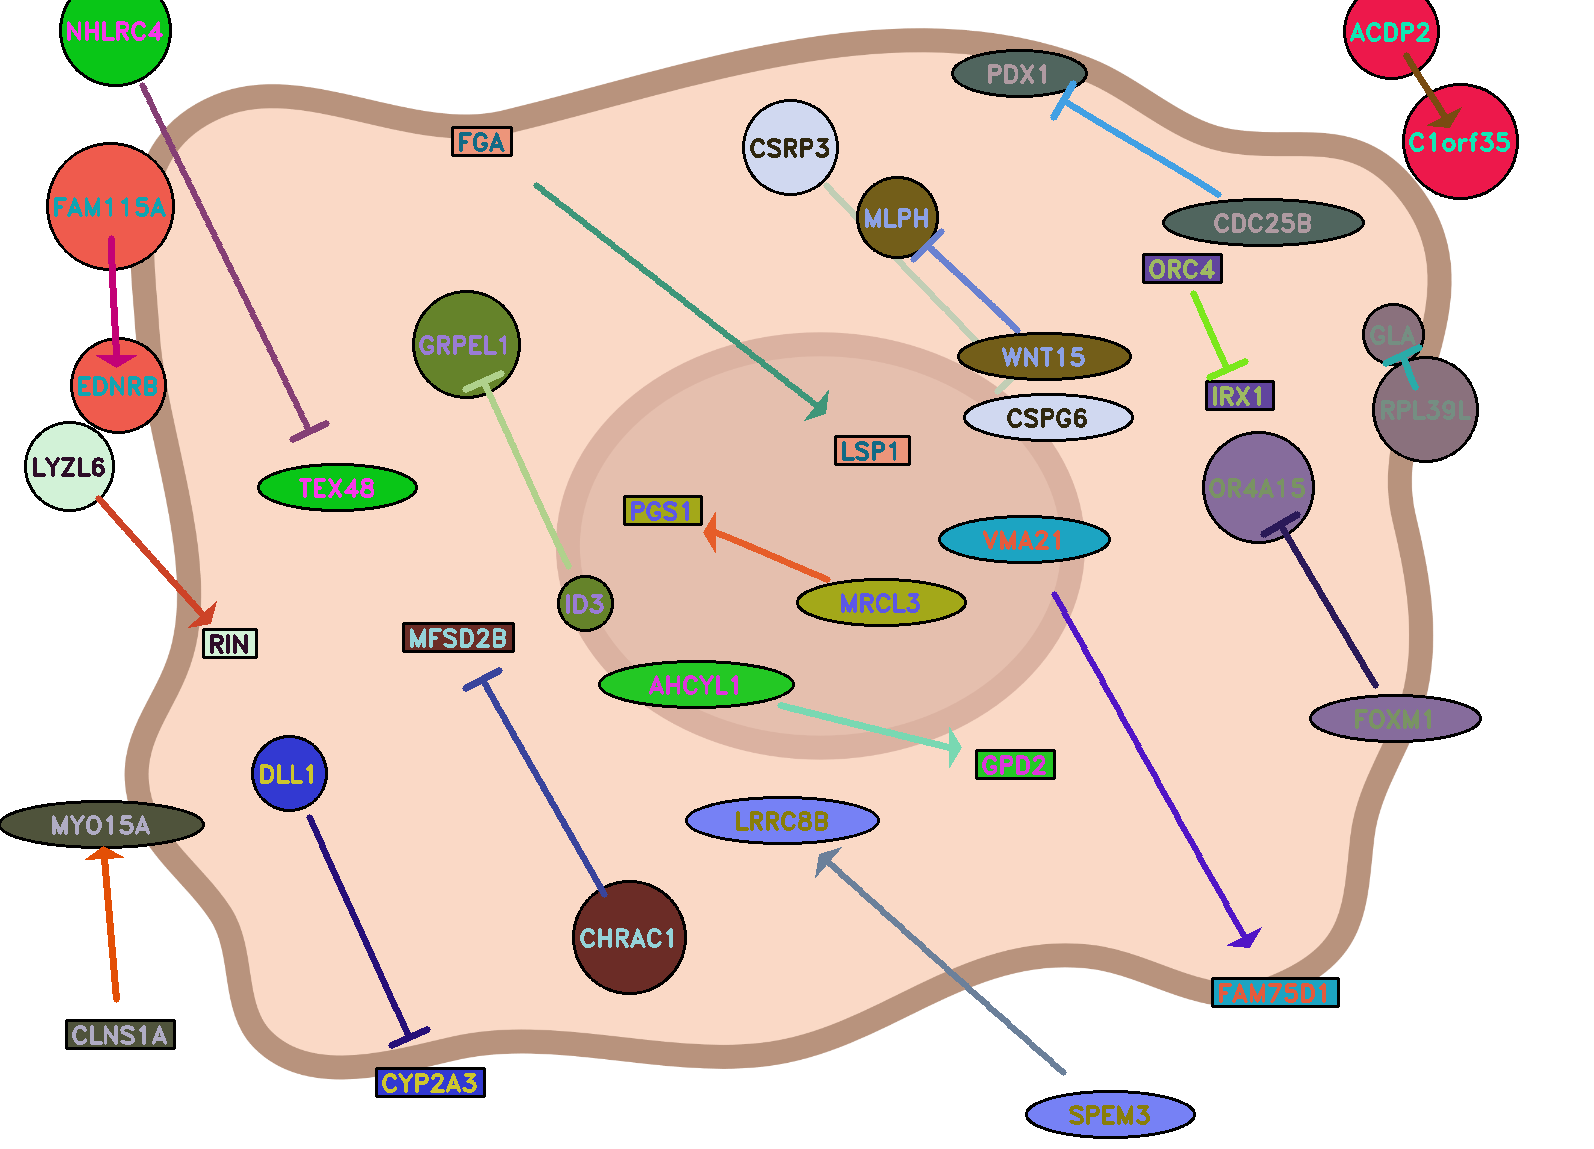 NHLRC4
ACDP2
PDX1
FGA
CSRP3
C1orf35
FAM115A
MLPH
CDC25B
ORC4
GLA
GRPEL1
WNT15
EDNRB
IRX1
RPL39L
CSPG6
LSP1
LYZL6
TEX48
OR4A15
PGS1
VMA21
ID3
MRCL3
RIN
MFSD2B
AHCYL1
FOXM1
GPD2
DLL1
LRRC8B
MYO15A
CHRAC1
FAM75D1
CLNS1A
CYP2A3
SPEM3